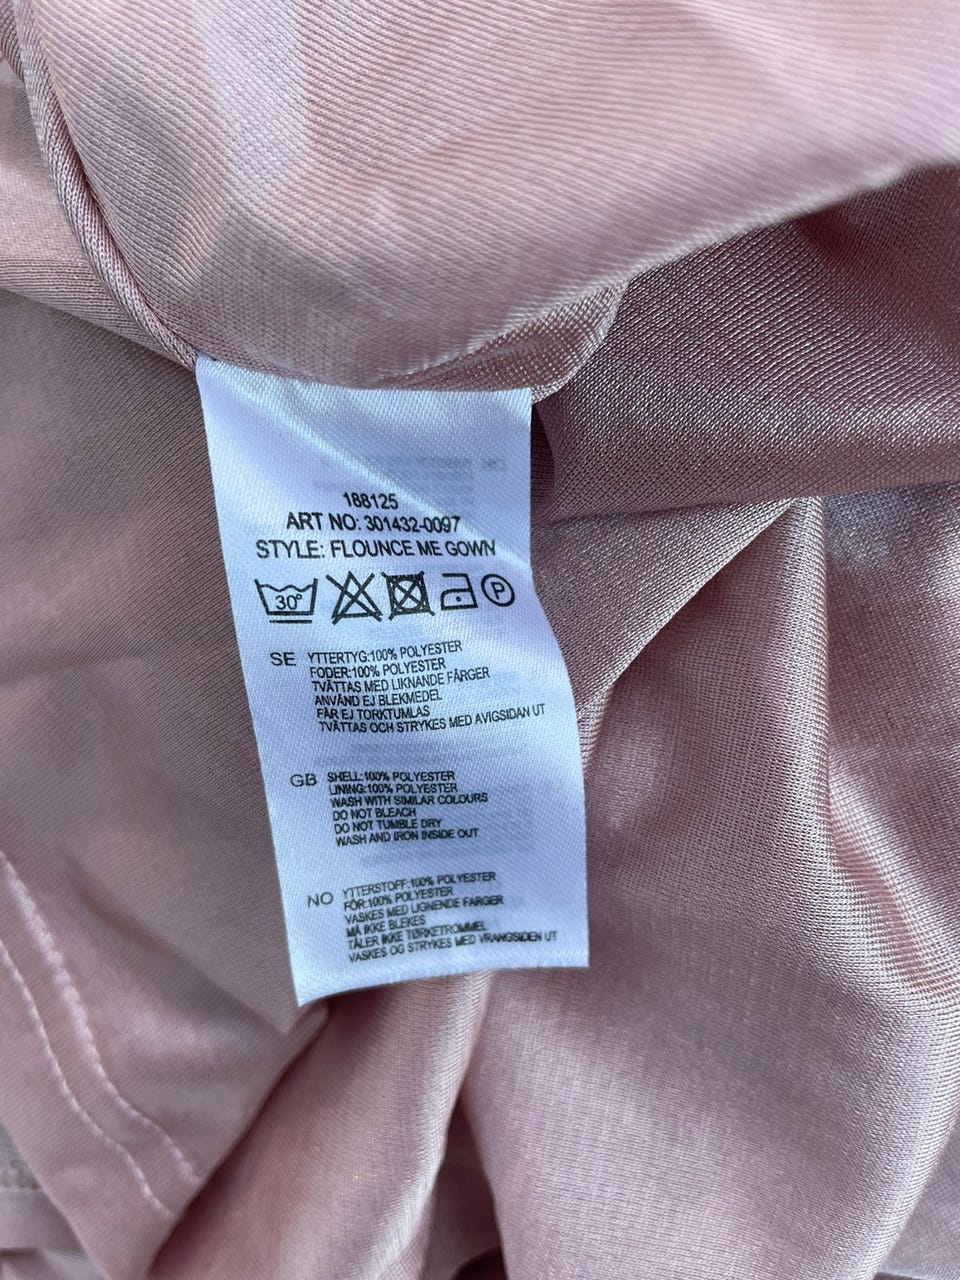 188125
ART NO: 301432-0097
STYLE: FLOUNCE ME GOWN
30° P
SE YTTERTYG:100% POLYESTER
FODER:100% POLYESTER
TVÄTTAS MED LIKNANDE FÄRGER
ANVÄND EJ BLEKMEDEL
FÅR EJ TORKTUMLAS
TVÄTTAS OCH STRYKES MED AVIGSIDAN UT
GB SHELL:100% POLYESTER
LINING:100% POLYESTER
WASH WITH SIMILAR COLOURS
DO NOT BLEACH
DO NOT TUMBLE DRY
WASH AND IRON INSIDE OUT
NO YTTERSTOFF:100% POLYESTER
FÔR:100% POLYESTER
VASKES MED LIGNENDE FARGER
MÅ IKKE BLEKES
TÅLER IKKE TØRKETROMMEL
VASKES OG STRYKES MED VRANGSIDEN UT